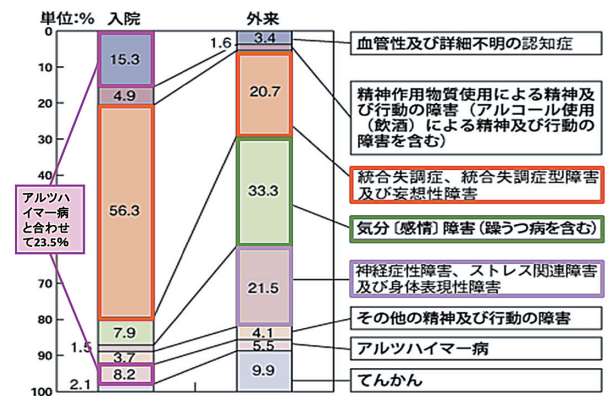 単位:%
入院
外来
0
10
20
30
40
50
60
70
80
90
100
15.3
4.9
56.3
7.9
1.5
3.7
8.2
2.1
アルツハ
イマー病
と合わせ
て23.5%
3.4
1.6
20.7
33.3
21.5
4.1
5.5
9.9
血管性及び詳細不明の認知症
精神作用物質使用による精神及
び行動の障害(アルコール使用
(飲酒)による精神及び行動の
障害を含む)
統合失調症、統合失調症型障害
及び妄想性障害
気分〔感情〕障害(躁うつ病を含む)
神経症性障害、ストレス関連障害
及び身体表現性障害
その他の精神及び行動の障害
アルツハイマー病
てんかん